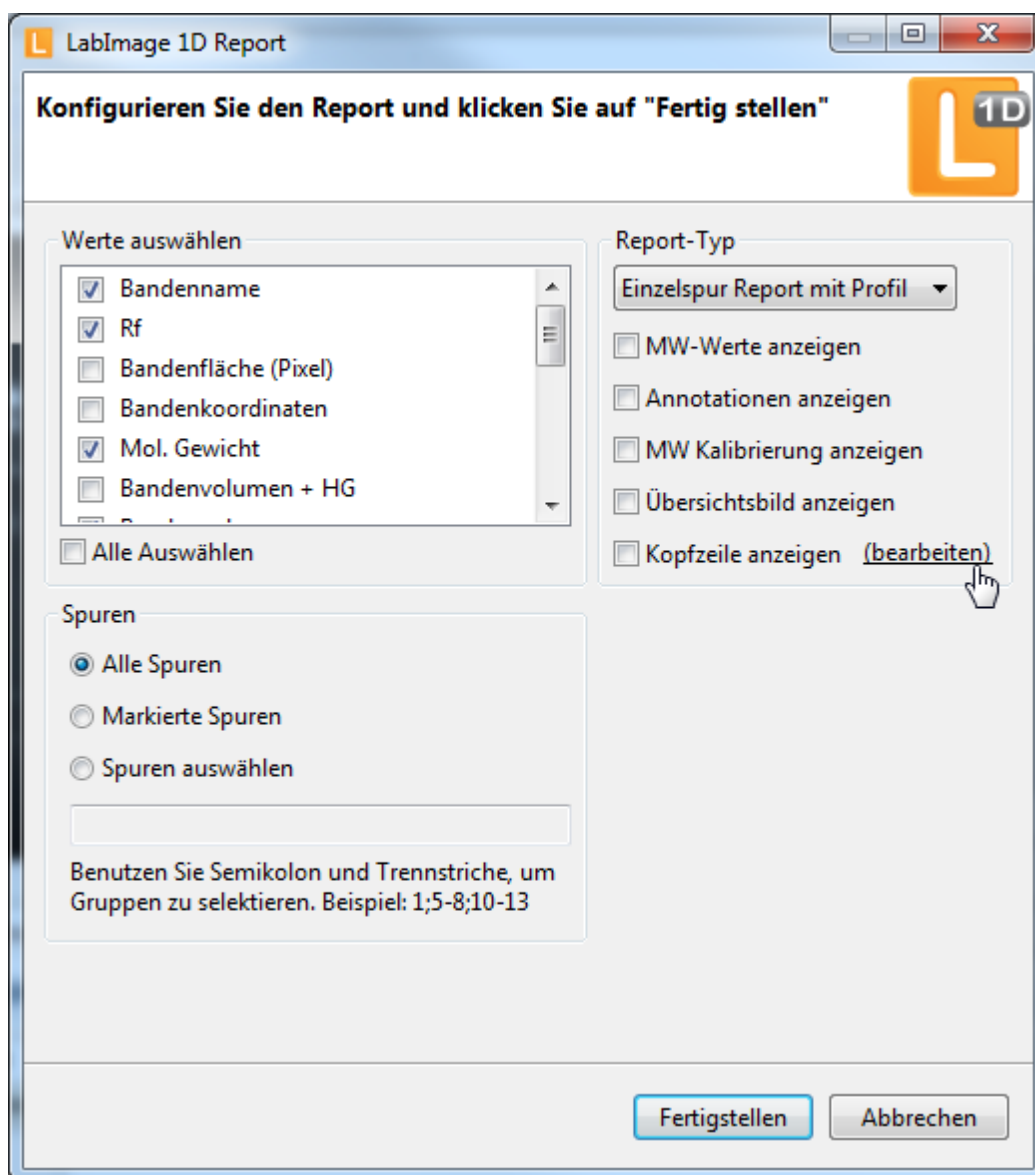 L LabImage 1D Report
Konfigurieren Sie den Report und klicken Sie auf "Fertig stellen"
L 1D
Werte auswählen
Bandenname
Rf
Bandenfläche (Pixel)
Bandenkoordinaten
Mol. Gewicht
Bandenvolumen + HG
Alle Auswählen
Report-Typ
Einzelspur Report mit Profil
MW-Werte anzeigen
Annotationen anzeigen
MW Kalibrierung anzeigen
Übersichtsbild anzeigen
Kopfzeile anzeigen (bearbeiten)
Spuren
Alle Spuren
Markierte Spuren
Spuren auswählen
Benutzen Sie Semikolon und Trennstriche, um
Gruppen zu selektieren. Beispiel: 1;5-8;10-13
Fertigstellen Abbrechen